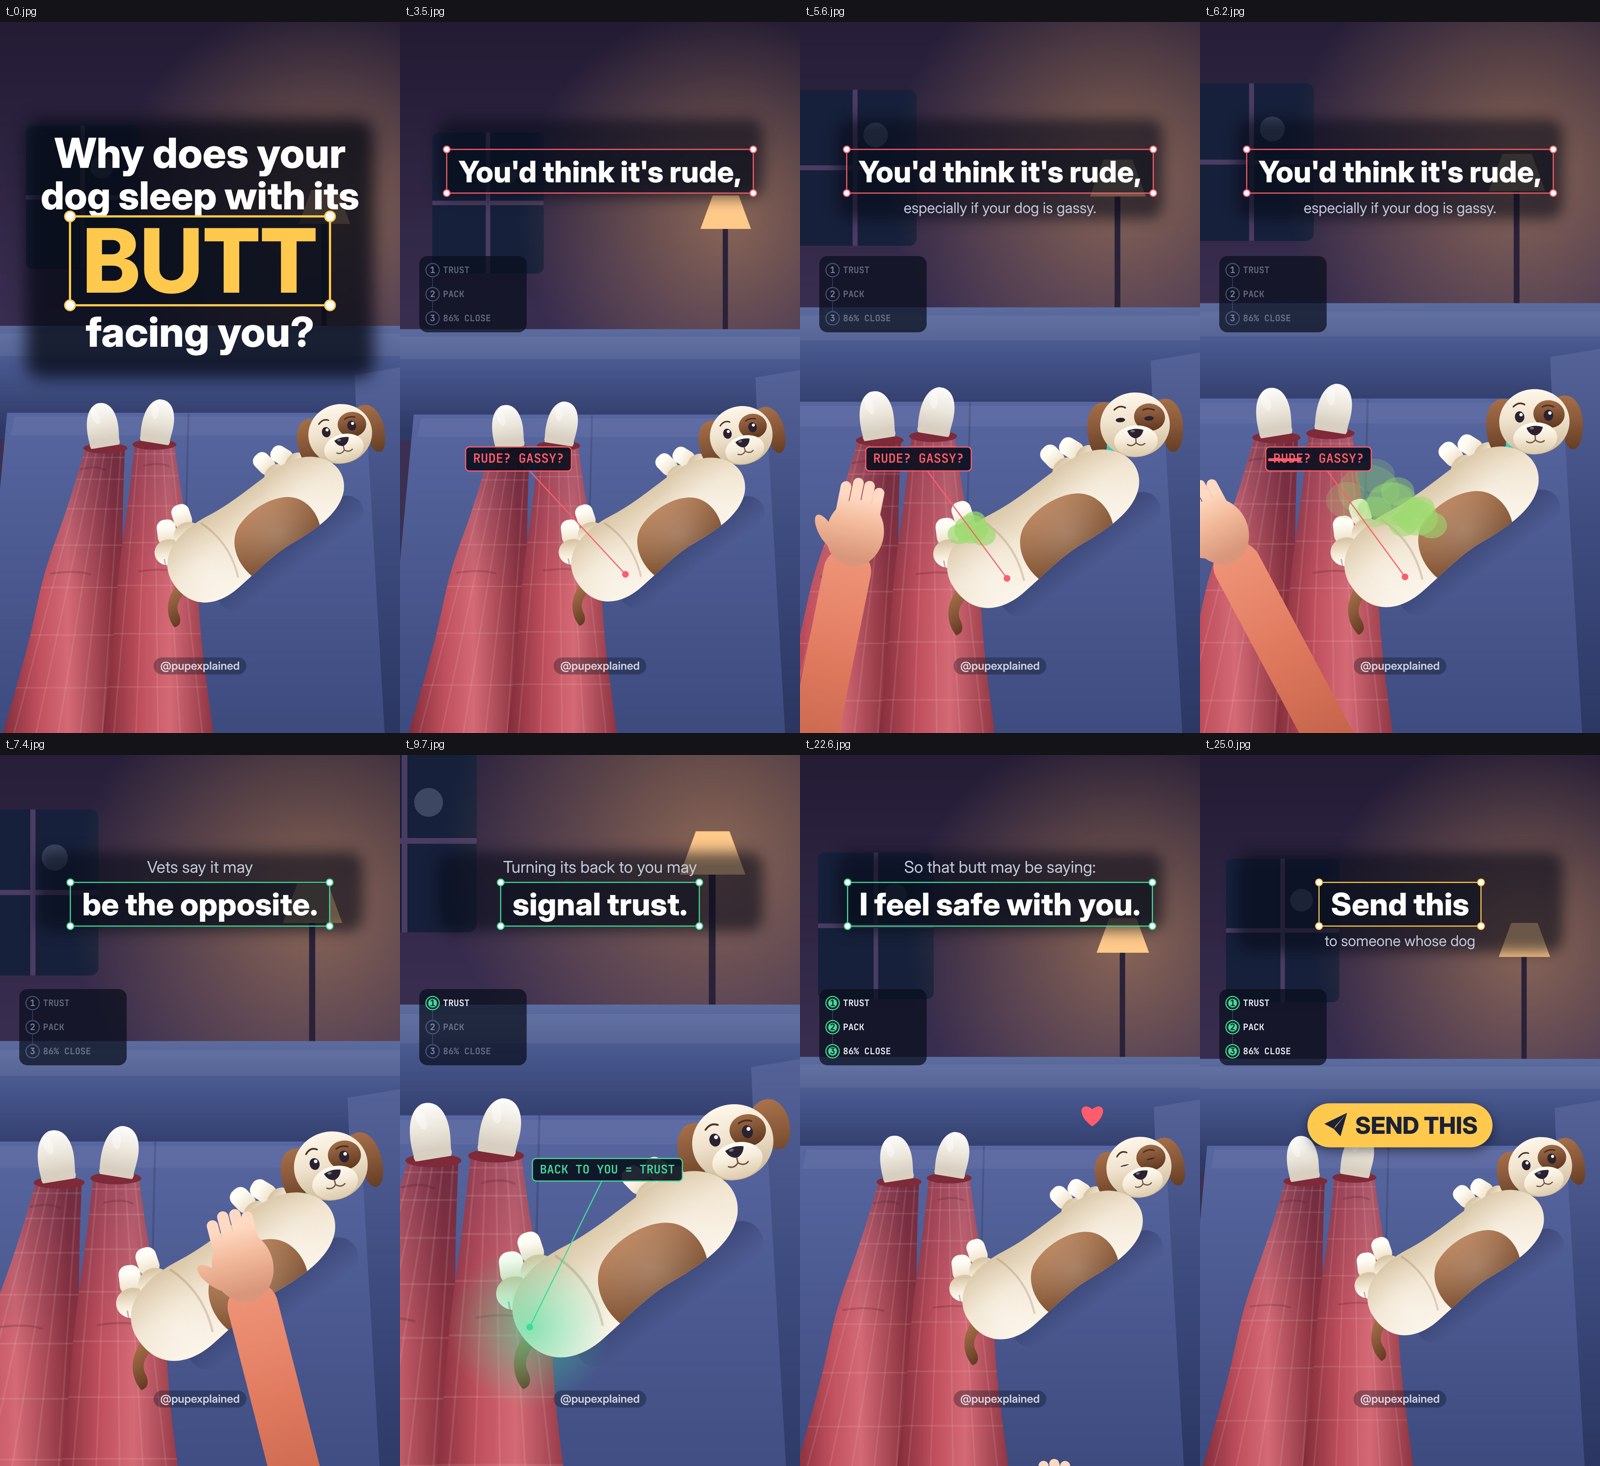 t_0.jpg
Why does your
dog sleep with its
BUTT
facing you?
@pupexplained
t_3.5.jpg
You'd think it's rude,
1 TRUST
2 PACK
3 86% CLOSE
RUDE? GASSY?
@pupexplained
t_5.6.jpg
You'd think it's rude,
especially if your dog is gassy.
1 TRUST
2 PACK
3 86% CLOSE
RUDE? GASSY?
@pupexplained
t_6.2.jpg
You'd think it's rude,
especially if your dog is gassy.
1 TRUST
2 PACK
3 86% CLOSE
RUDE? GASSY?
@pupexplained
t_7.4.jpg
Vets say it may
be the opposite.
1 TRUST
2 PACK
3 86% CLOSE
@pupexplained
t_9.7.jpg
Turning its back to you may
signal trust.
1 TRUST
2 PACK
3 86% CLOSE
BACK TO YOU = TRUST
@pupexplained
t_22.6.jpg
So that butt may be saying:
I feel safe with you.
1 TRUST
2 PACK
3 86% CLOSE
@pupexplained
t_25.0.jpg
Send this
to someone whose dog
1 TRUST
2 PACK
3 86% CLOSE
SEND THIS
@pupexplained